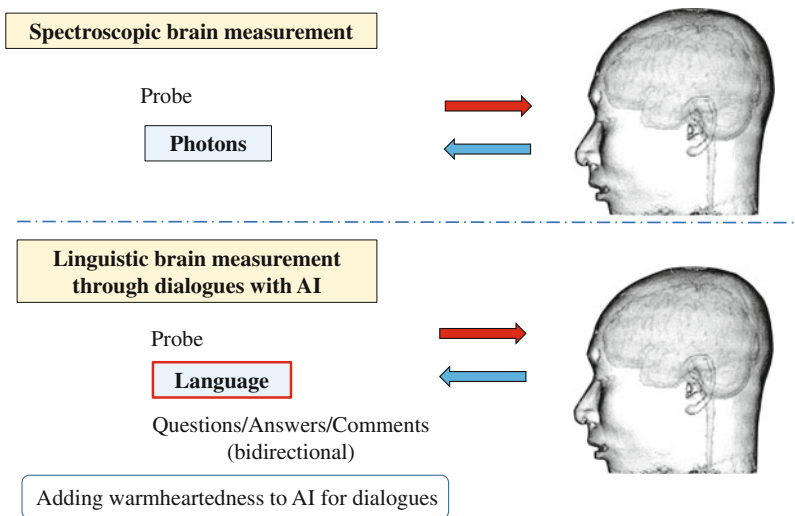 Spectroscopic brain measurement
Probe
Photons
Linguistic brain measurement
through dialogues with AI
Probe
Language
Questions/Answers/Comments
(bidirectional)
Adding warmheartedness to AI for dialogues